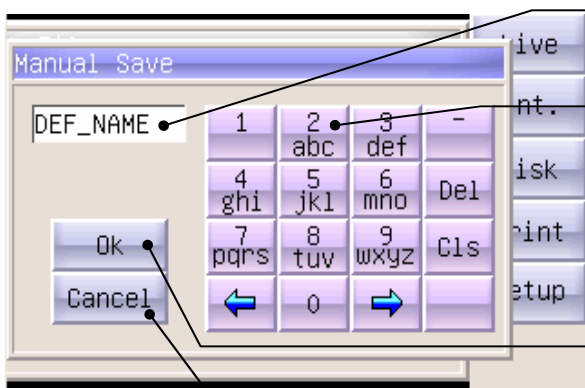 Manual Save
DEF_NAME
1
2
abc
3
def
-
4
ghi
5
jkl
6
mno
Del
7
pqrs
8
tuv
9
wxyz
Cls
0
Ok
Cancel
ive
nt.
isk
int
etup